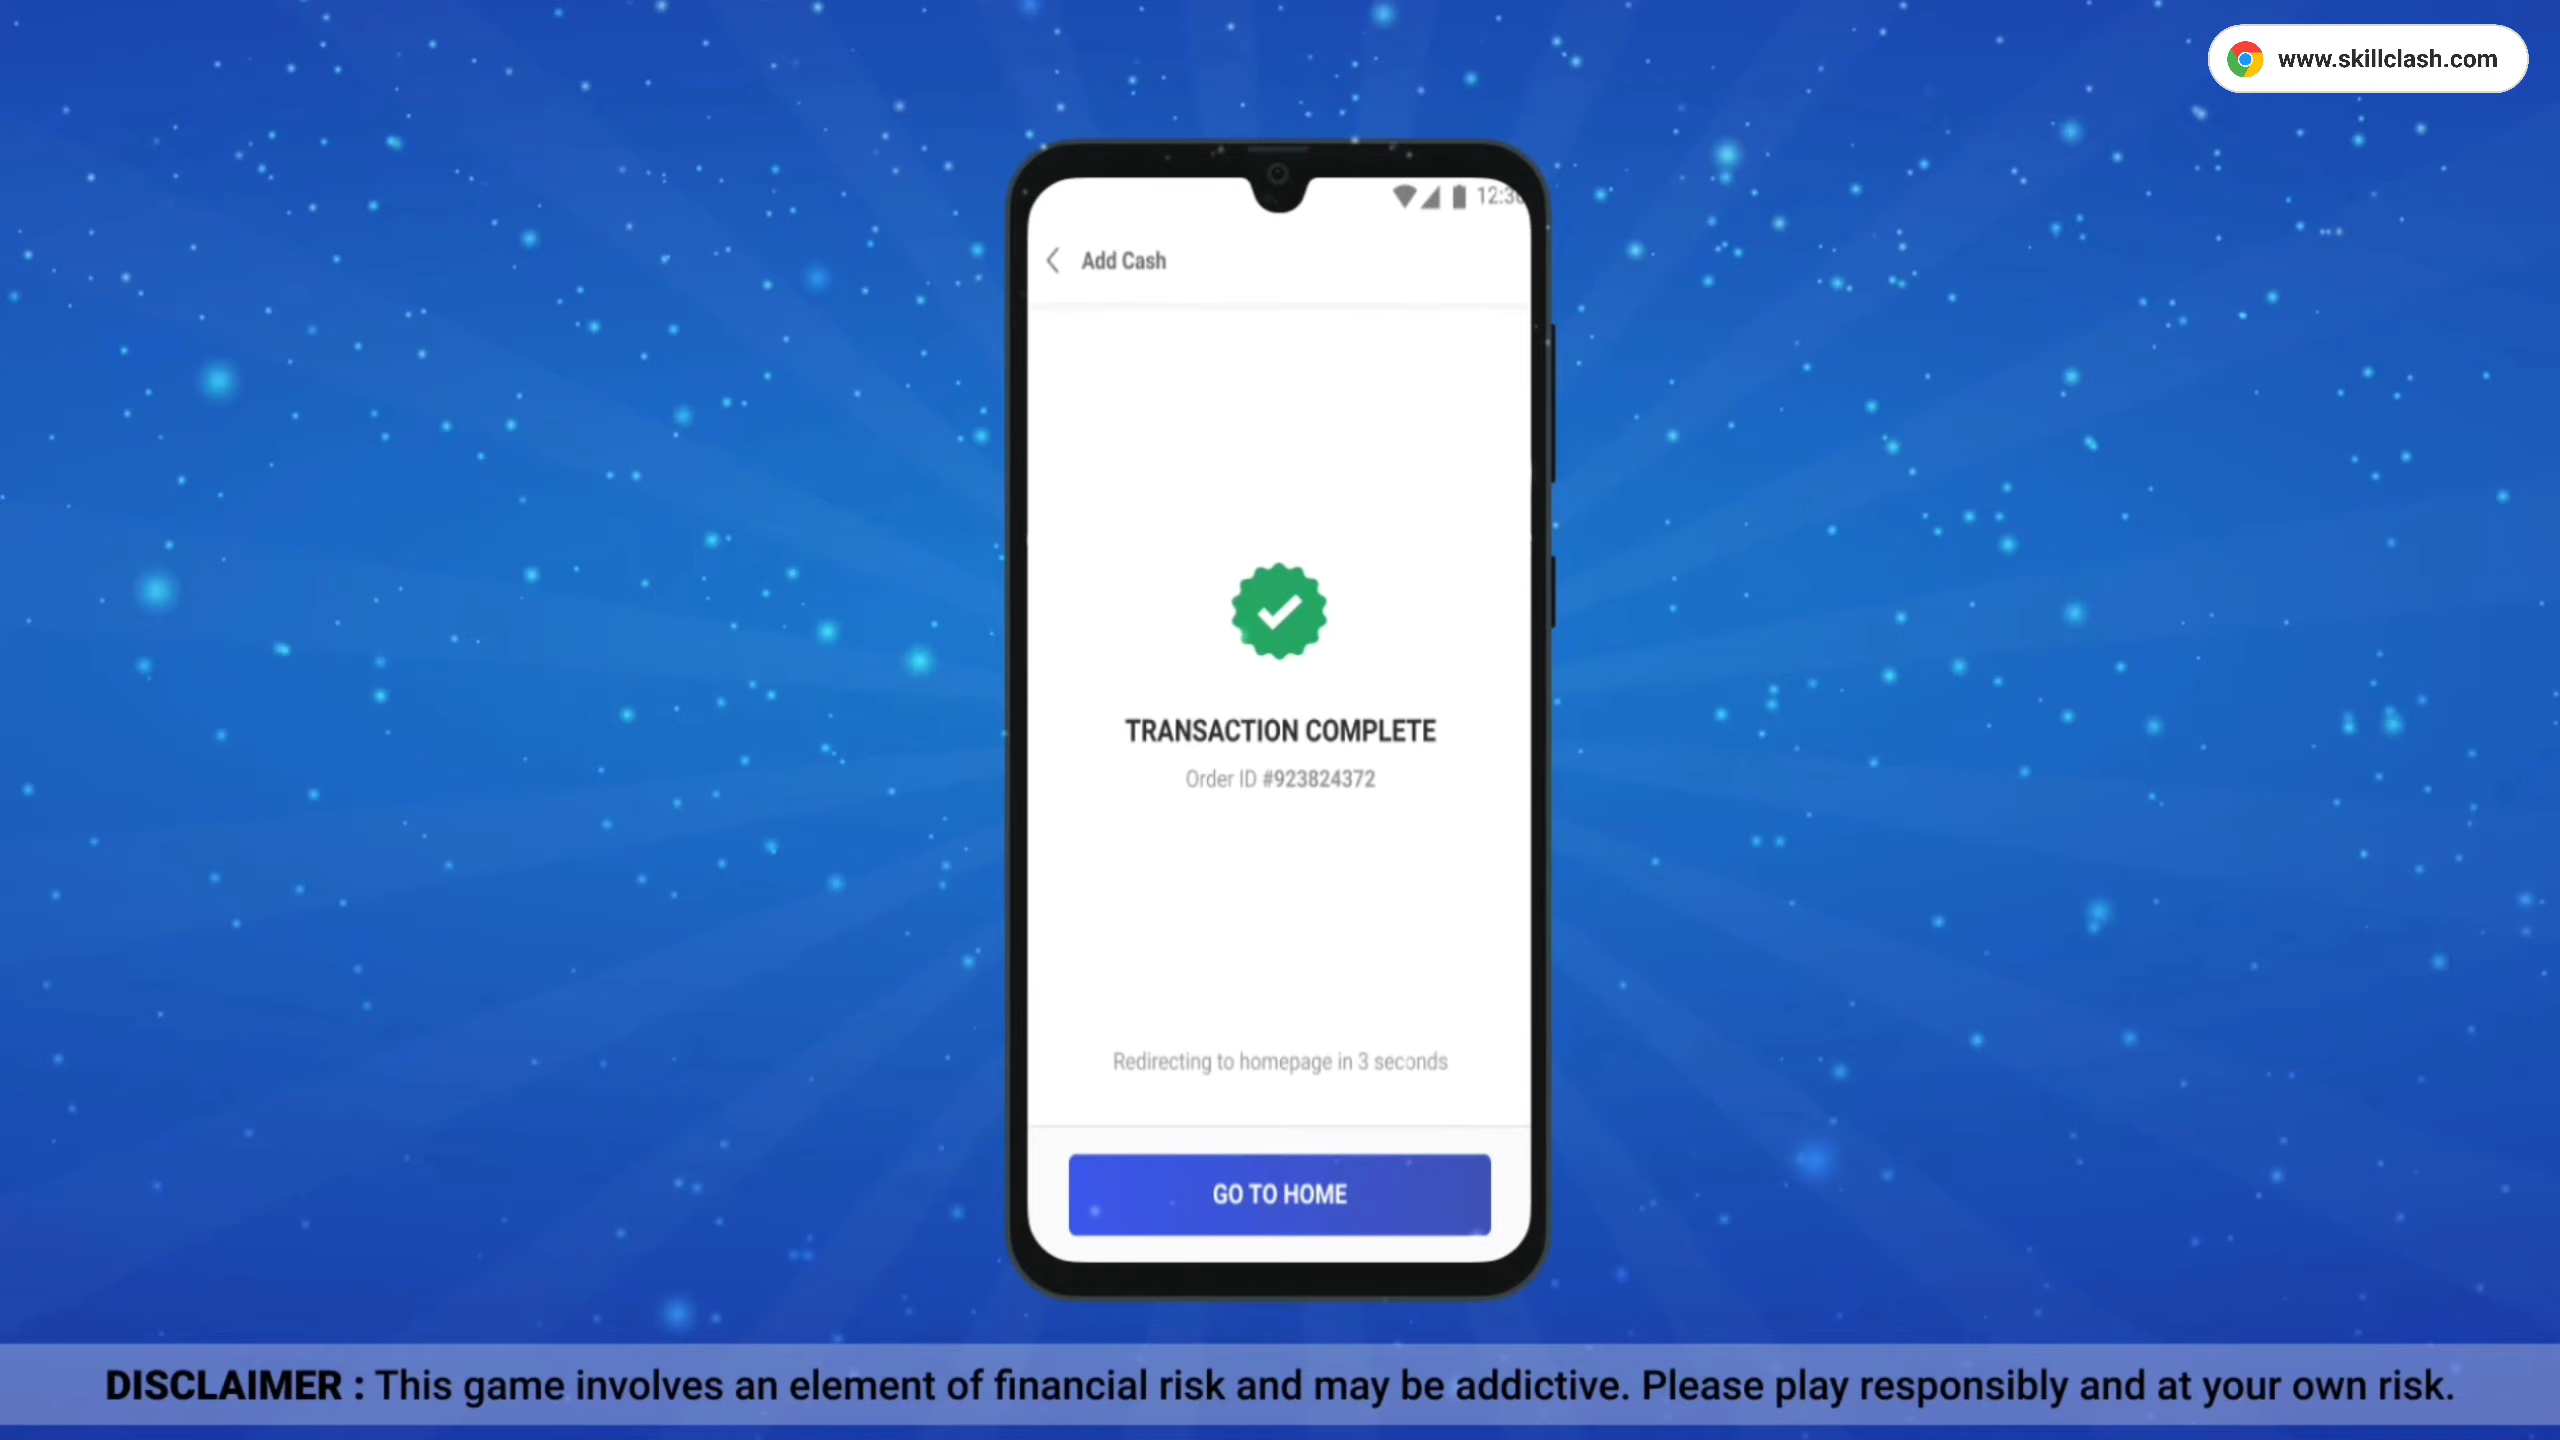 www.skillclash.com
Add Cash
TRANSACTION COMPLETE
Order ID #923824372
Redirecting to homepage in 3 seconds
GO TO HOME
DISCLAIMER : This game involves an element of financial risk and may be addictive. Please play responsibly and at your own risk.